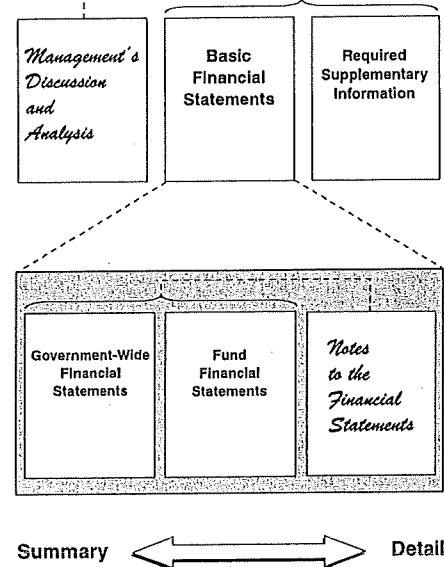 Management's
Discussion
and
Analysis
Basic
Financial
Statements
Required
Supplementary
Information
Government-Wide
Financial
Statements
Fund
Financial
Statements
Notes
to the
Financial
Statements
Summary
Detail